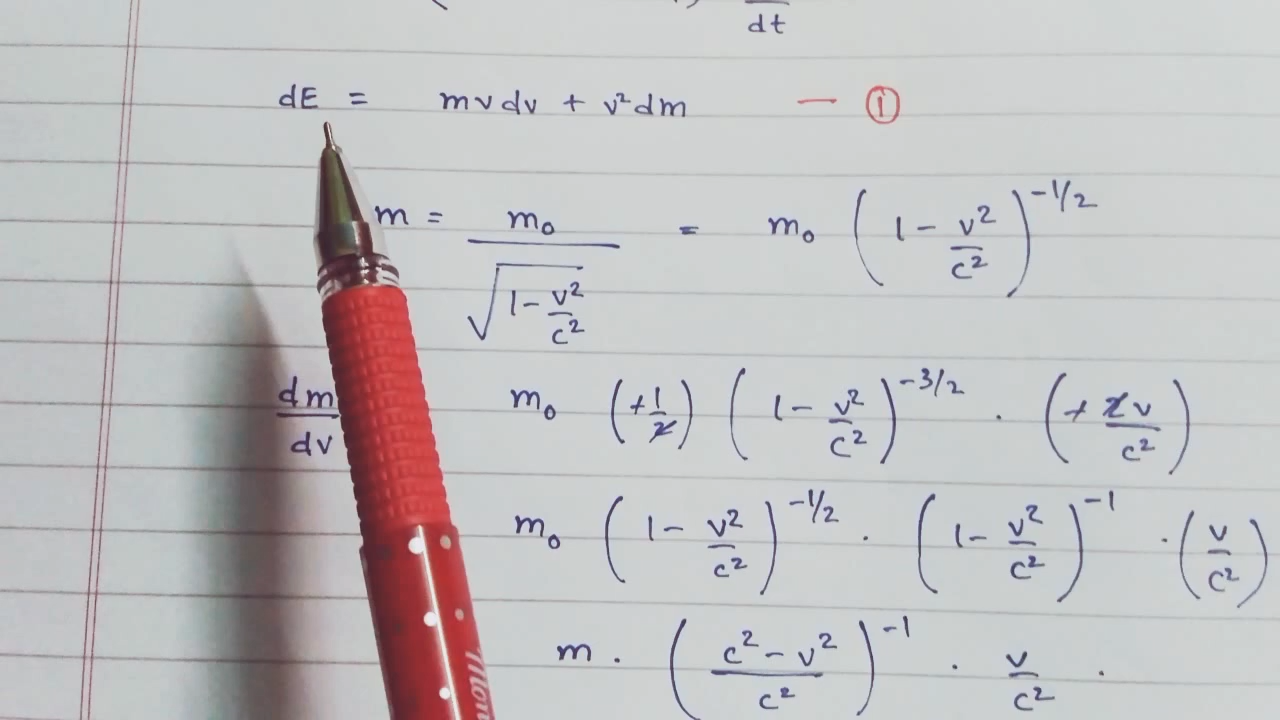 dt
dE = mvdv + v²dm — ①
m = m₀ / √(1 - v²/c²) = m₀ (1 - v²/c²)^(-1/2)
dm/dv m₀ (+1/2) (1 - v²/c²)^(-3/2) · (+2v/c²)
m₀ (1 - v²/c²)^(-1/2) · (1 - v²/c²)^(-1) · (v/c²)
m · ((c² - v²)/c²)^(-1) · v/c² ·